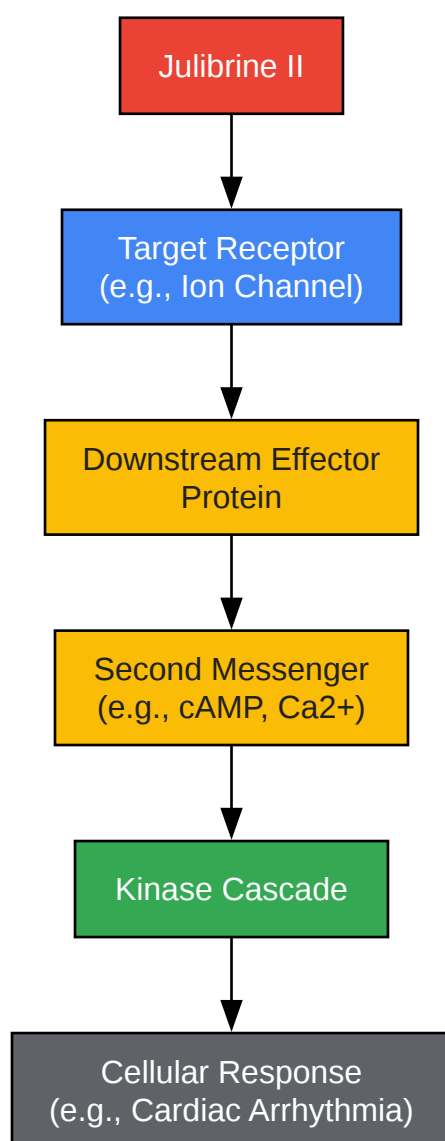 Julibrine II
Target Receptor
(e.g., Ion Channel)
Downstream Effector
Protein
Second Messenger
(e.g., cAMP, Ca2+)
Kinase Cascade
Cellular Response
(e.g., Cardiac Arrhythmia)